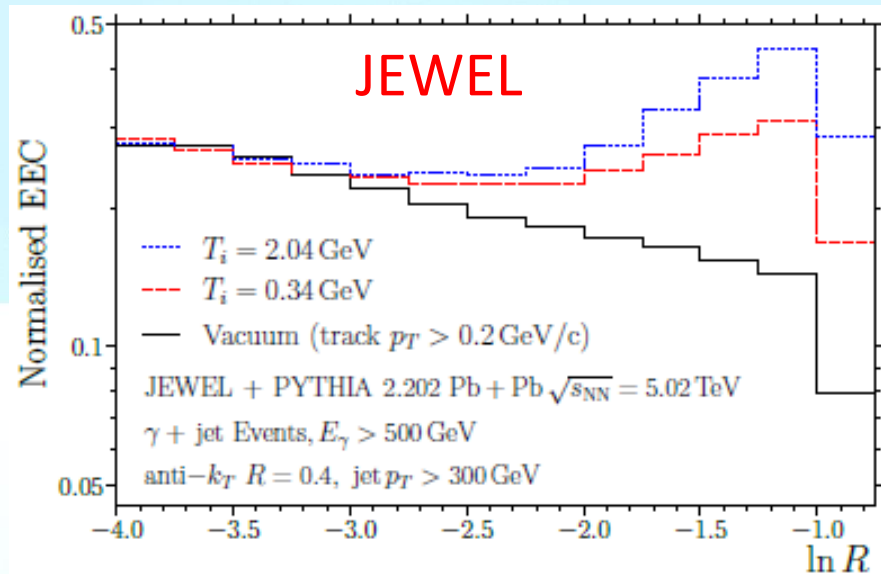 0.5
JEWEL
Normalised EEC
T_i = 2.04 GeV
T_i = 0.34 GeV
0.1
Vacuum (track p_T > 0.2 GeV/c)
JEWEL + PYTHIA 2.202 Pb + Pb √s_NN = 5.02 TeV
γ + jet Events, E_γ > 500 GeV
anti−k_T R = 0.4, jet p_T > 300 GeV
0.05
−4.0 −3.5 −3.0 −2.5 −2.0 −1.5 −1.0
ln R